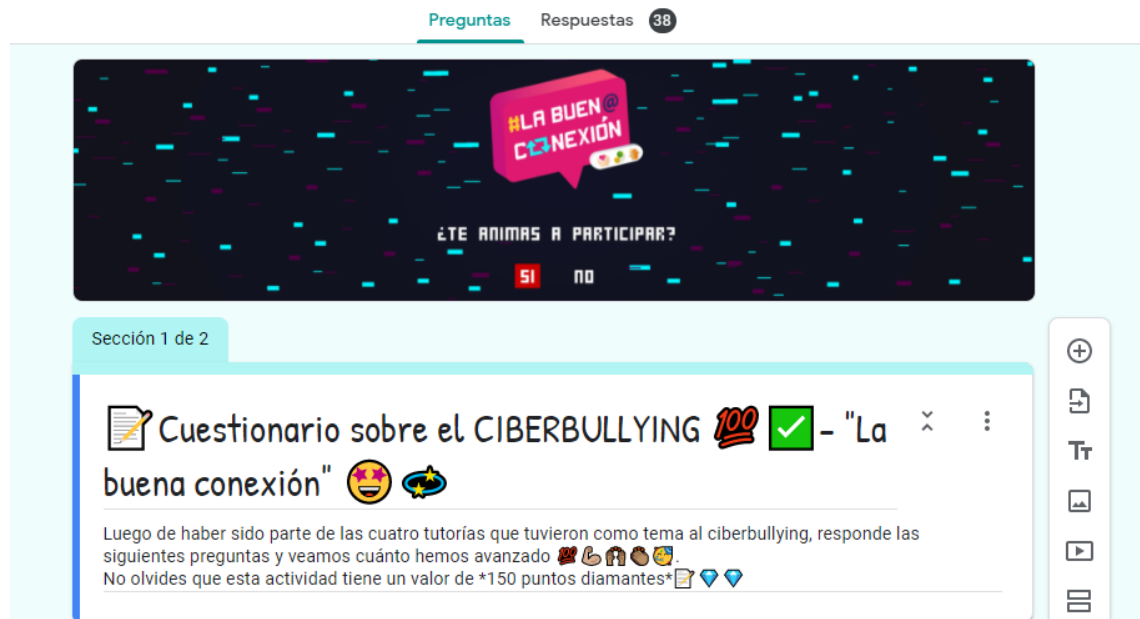 Preguntas Respuestas 38
#LA BUEN@
CONEXIÓN
¿TE ANIMAS A PARTICIPAR?
SI NO
Sección 1 de 2
📝Cuestionario sobre el CIBERBULLYING 💯 ✅- "La
buena conexión" 🤩 💫
Luego de haber sido parte de las cuatro tutorías que tuvieron como tema al ciberbullying, responde las
siguientes preguntas y veamos cuánto hemos avanzado 💯💪🏽🙌🏽👏🏽🥳.
No olvides que esta actividad tiene un valor de *150 puntos diamantes*📝💎💎
Tт